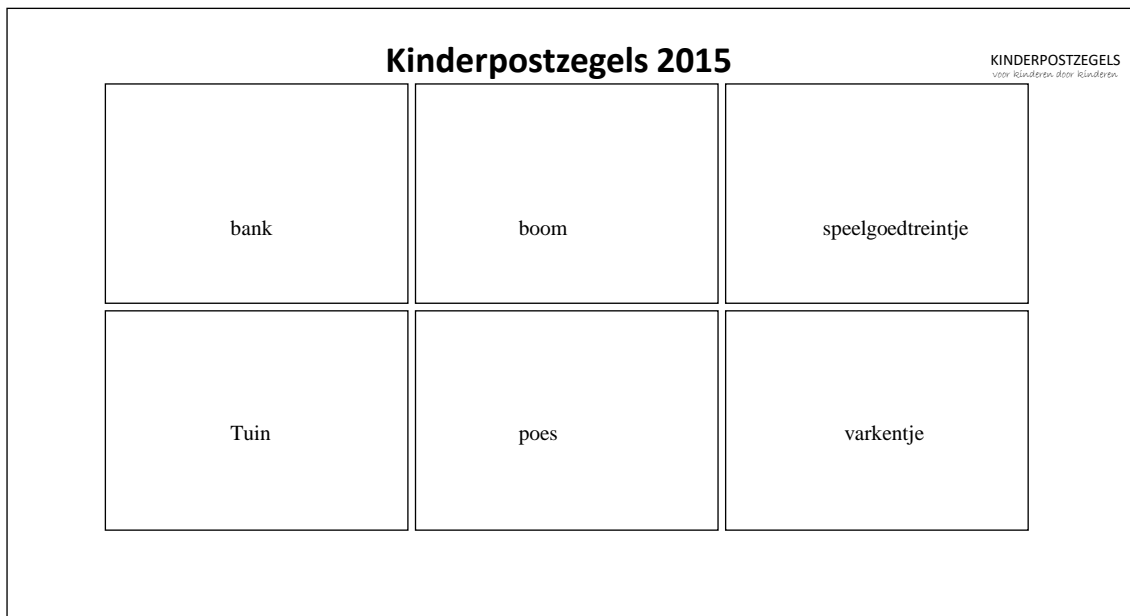 Kinderpostzegels 2015
KINDERPOSTZEGELS
voor kinderen door kinderen
bank
boom
speelgoedtreintje
Tuin
poes
varkentje